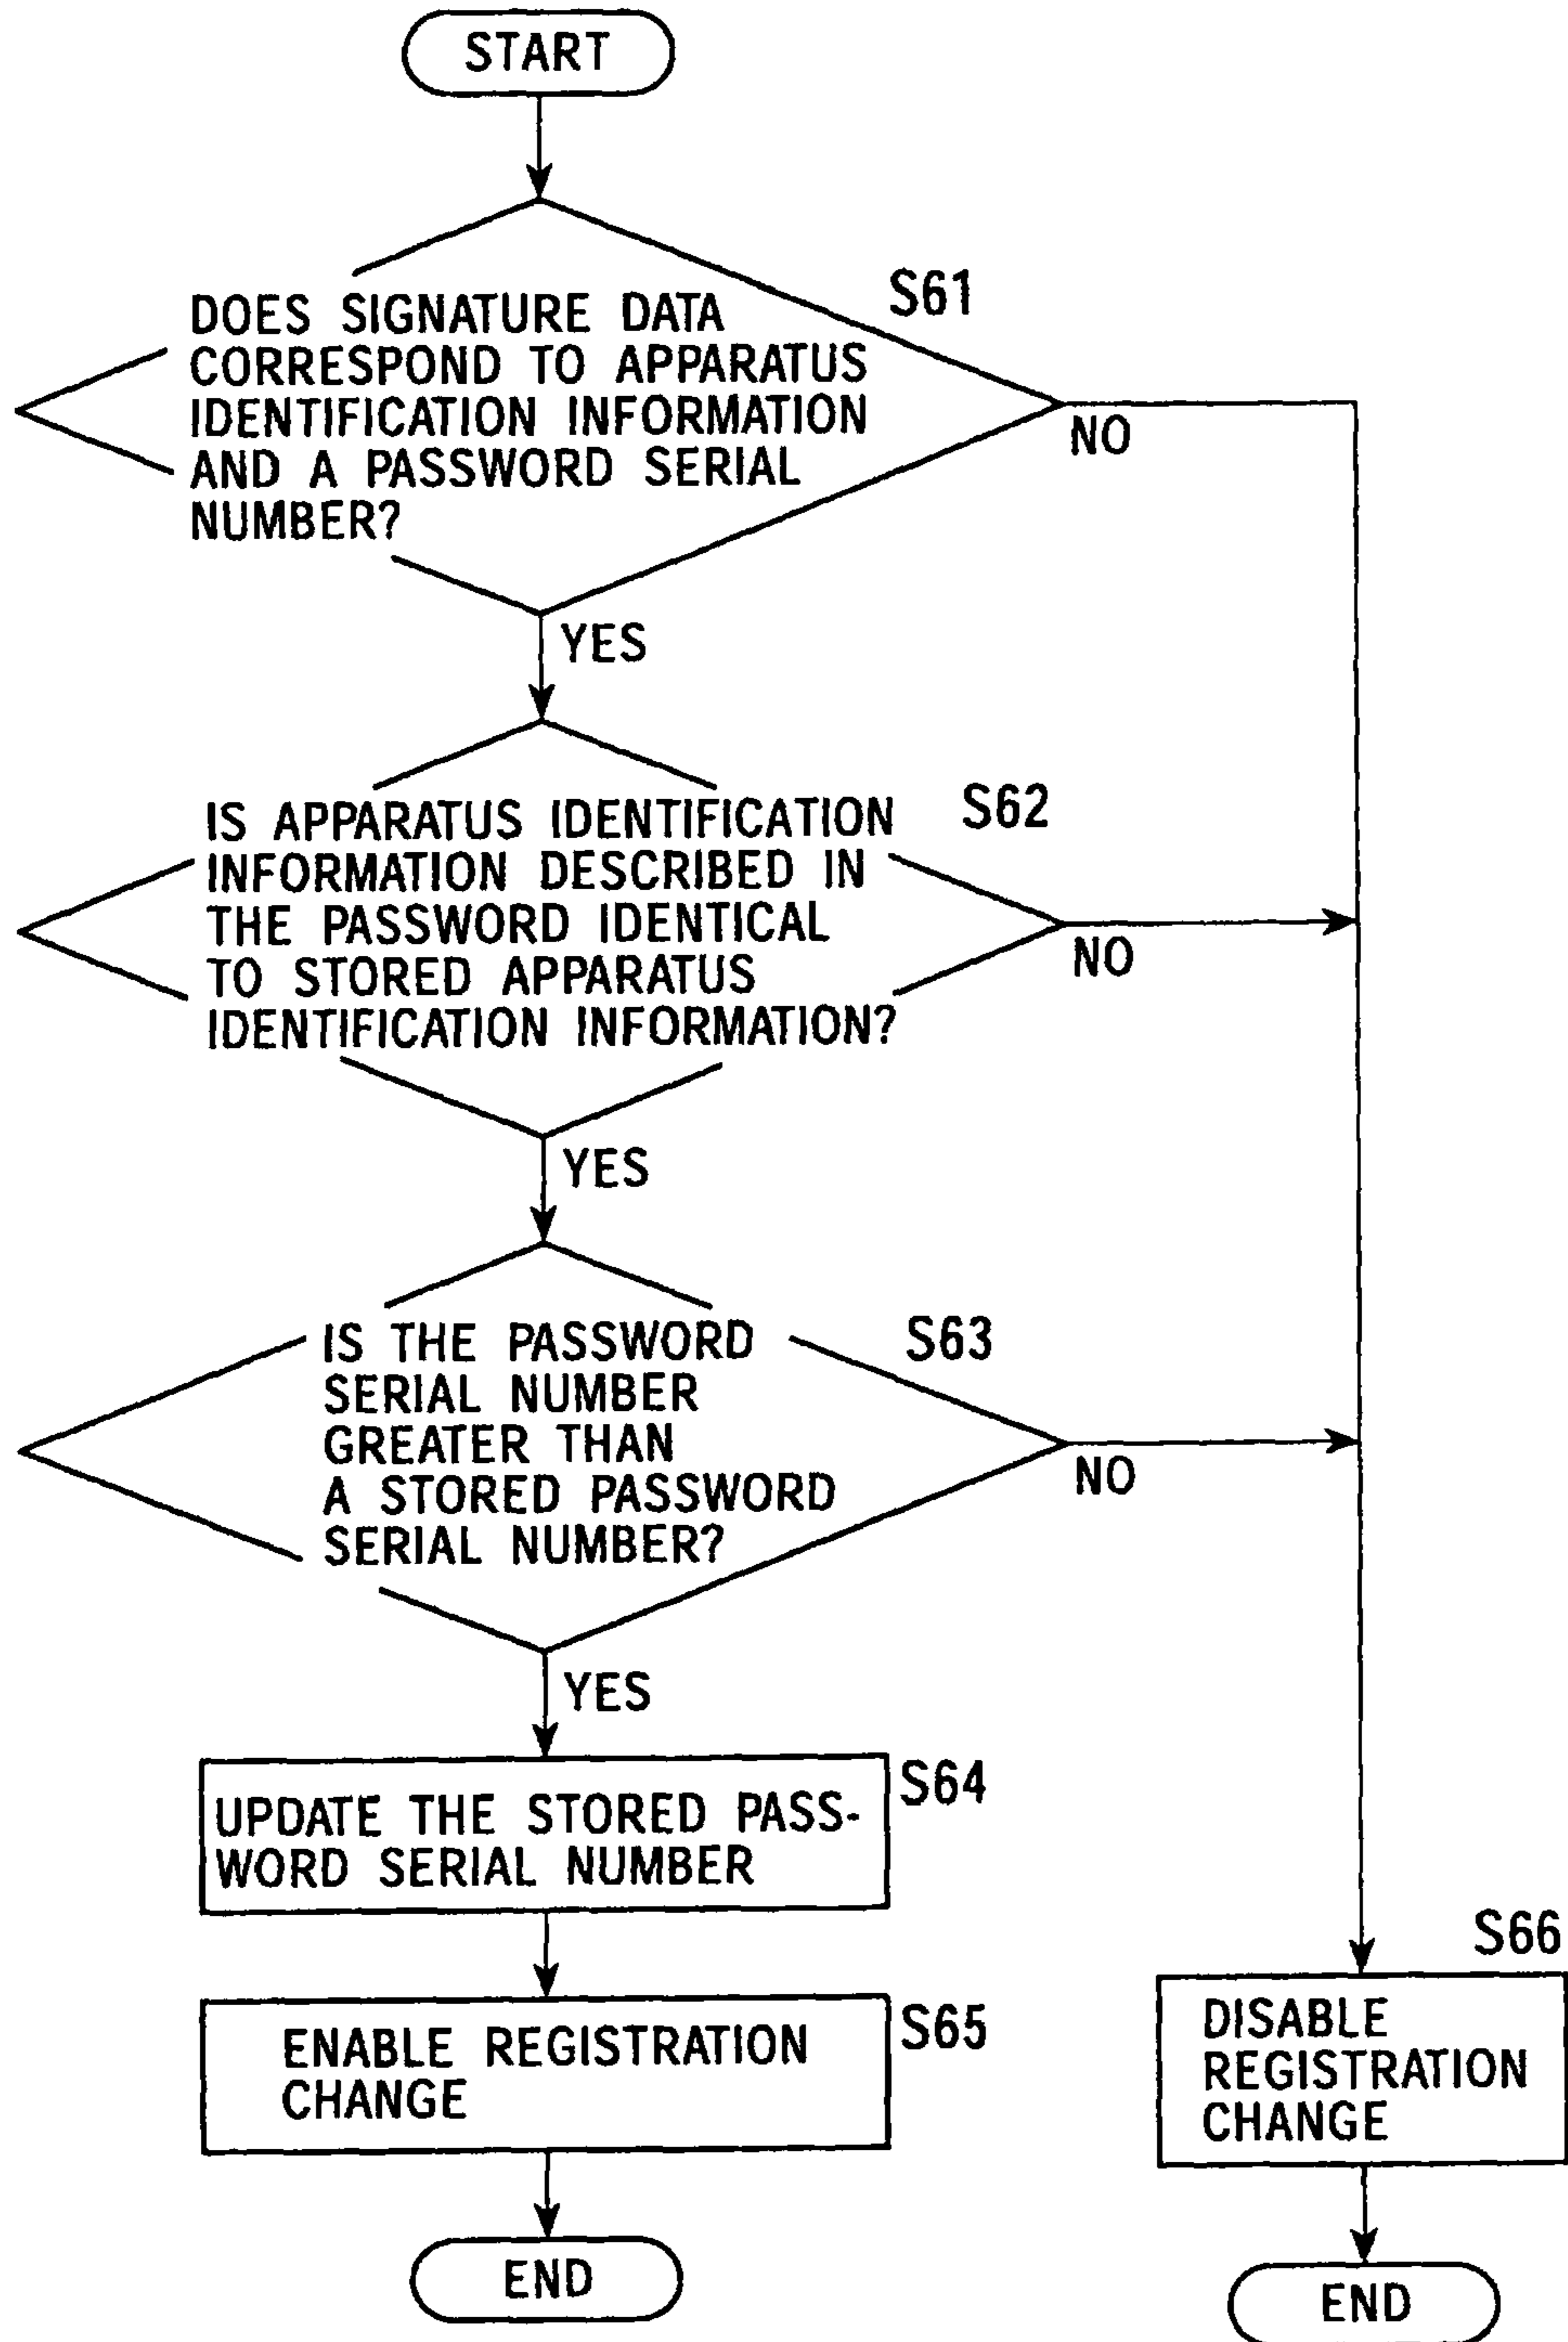 START
S61
DOES SIGNATURE DATA
CORRESPOND TO APPARATUS
IDENTIFICATION INFORMATION
AND A PASSWORD SERIAL
NUMBER?
NO
YES
S62
IS APPARATUS IDENTIFICATION
INFORMATION DESCRIBED IN
THE PASSWORD IDENTICAL
TO STORED APPARATUS
IDENTIFICATION INFORMATION?
NO
YES
S63
IS THE PASSWORD
SERIAL NUMBER
GREATER THAN
A STORED PASSWORD
SERIAL NUMBER?
NO
YES
S64
UPDATE THE STORED PASS-
WORD SERIAL NUMBER
S65
ENABLE REGISTRATION
CHANGE
END
S66
DISABLE
REGISTRATION
CHANGE
END